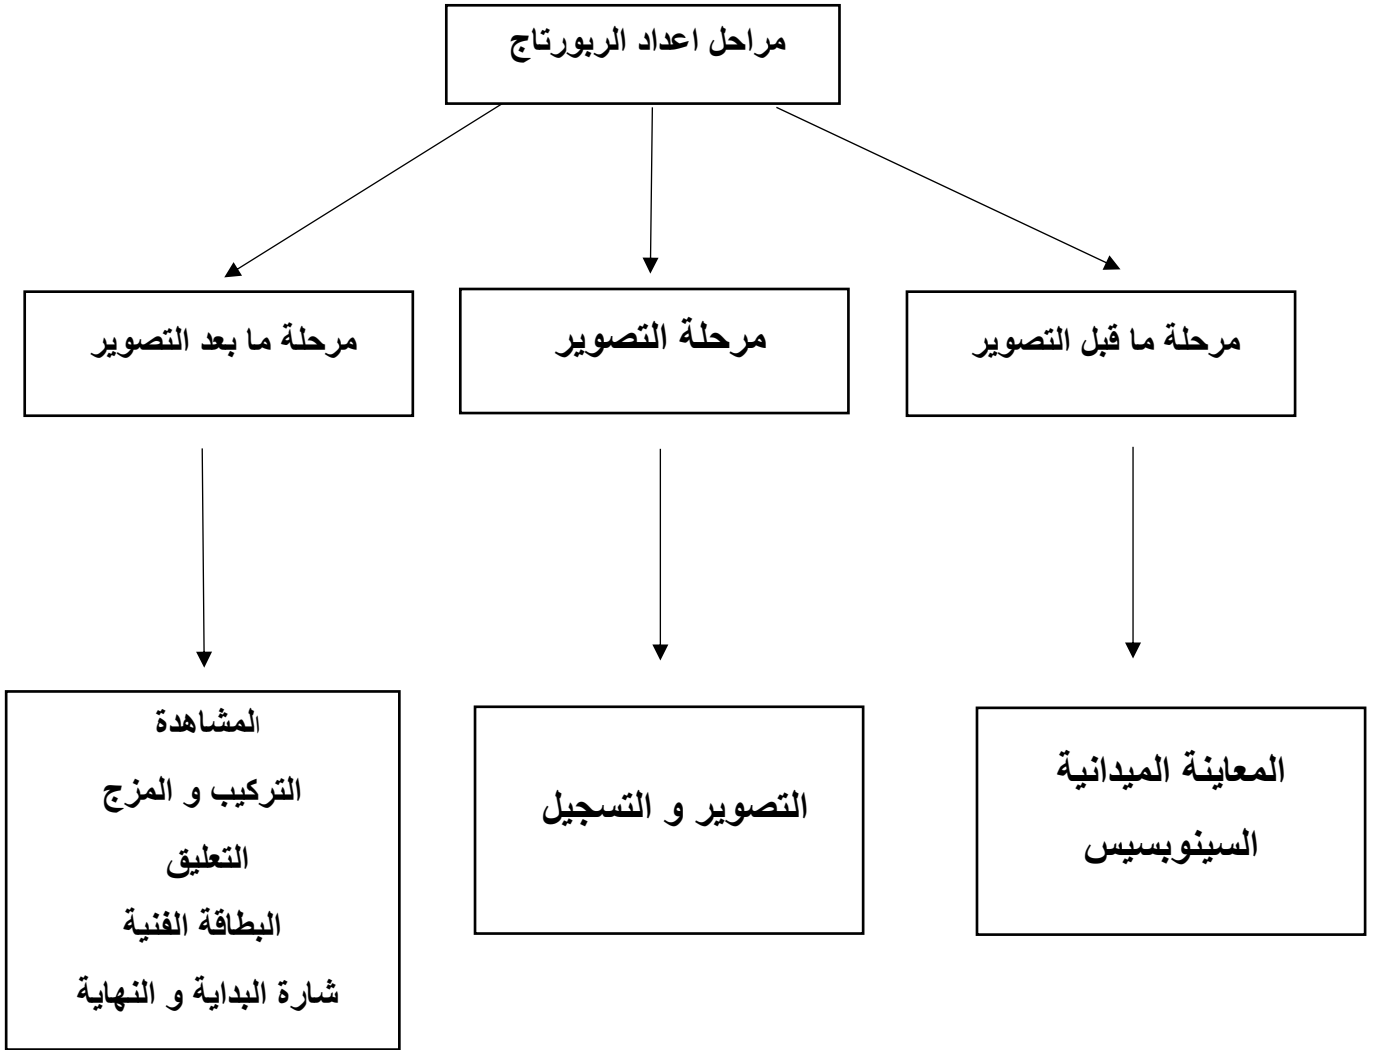 مراحل اعداد الربورتاج
مرحلة ما قبل التصوير
مرحلة التصوير
مرحلة ما بعد التصوير
المعاينة الميدانية
السينوبسيس
التصوير و التسجيل
المشاهدة
التركيب و المزج
التعليق
البطاقة الفنية
شارة البداية و النهاية